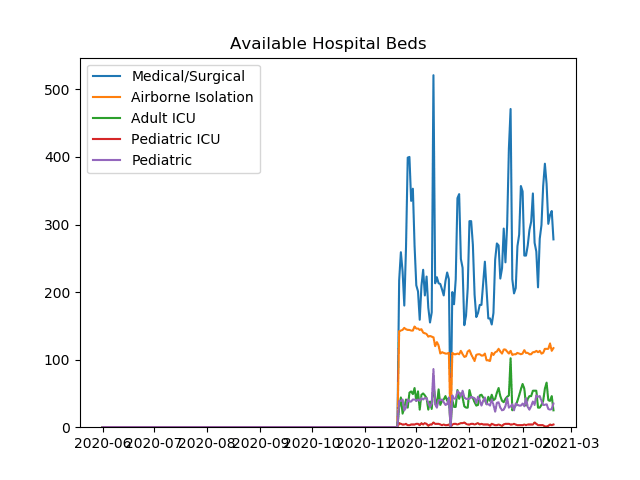 Available Hospital Beds
Medical/Surgical
Airborne Isolation
Adult ICU
Pediatric ICU
Pediatric
500
400
300
200
100
0
2020-06 2020-07 2020-08 2020-09 2020-10 2020-11 2020-12 2021-01 2021-02 2021-03